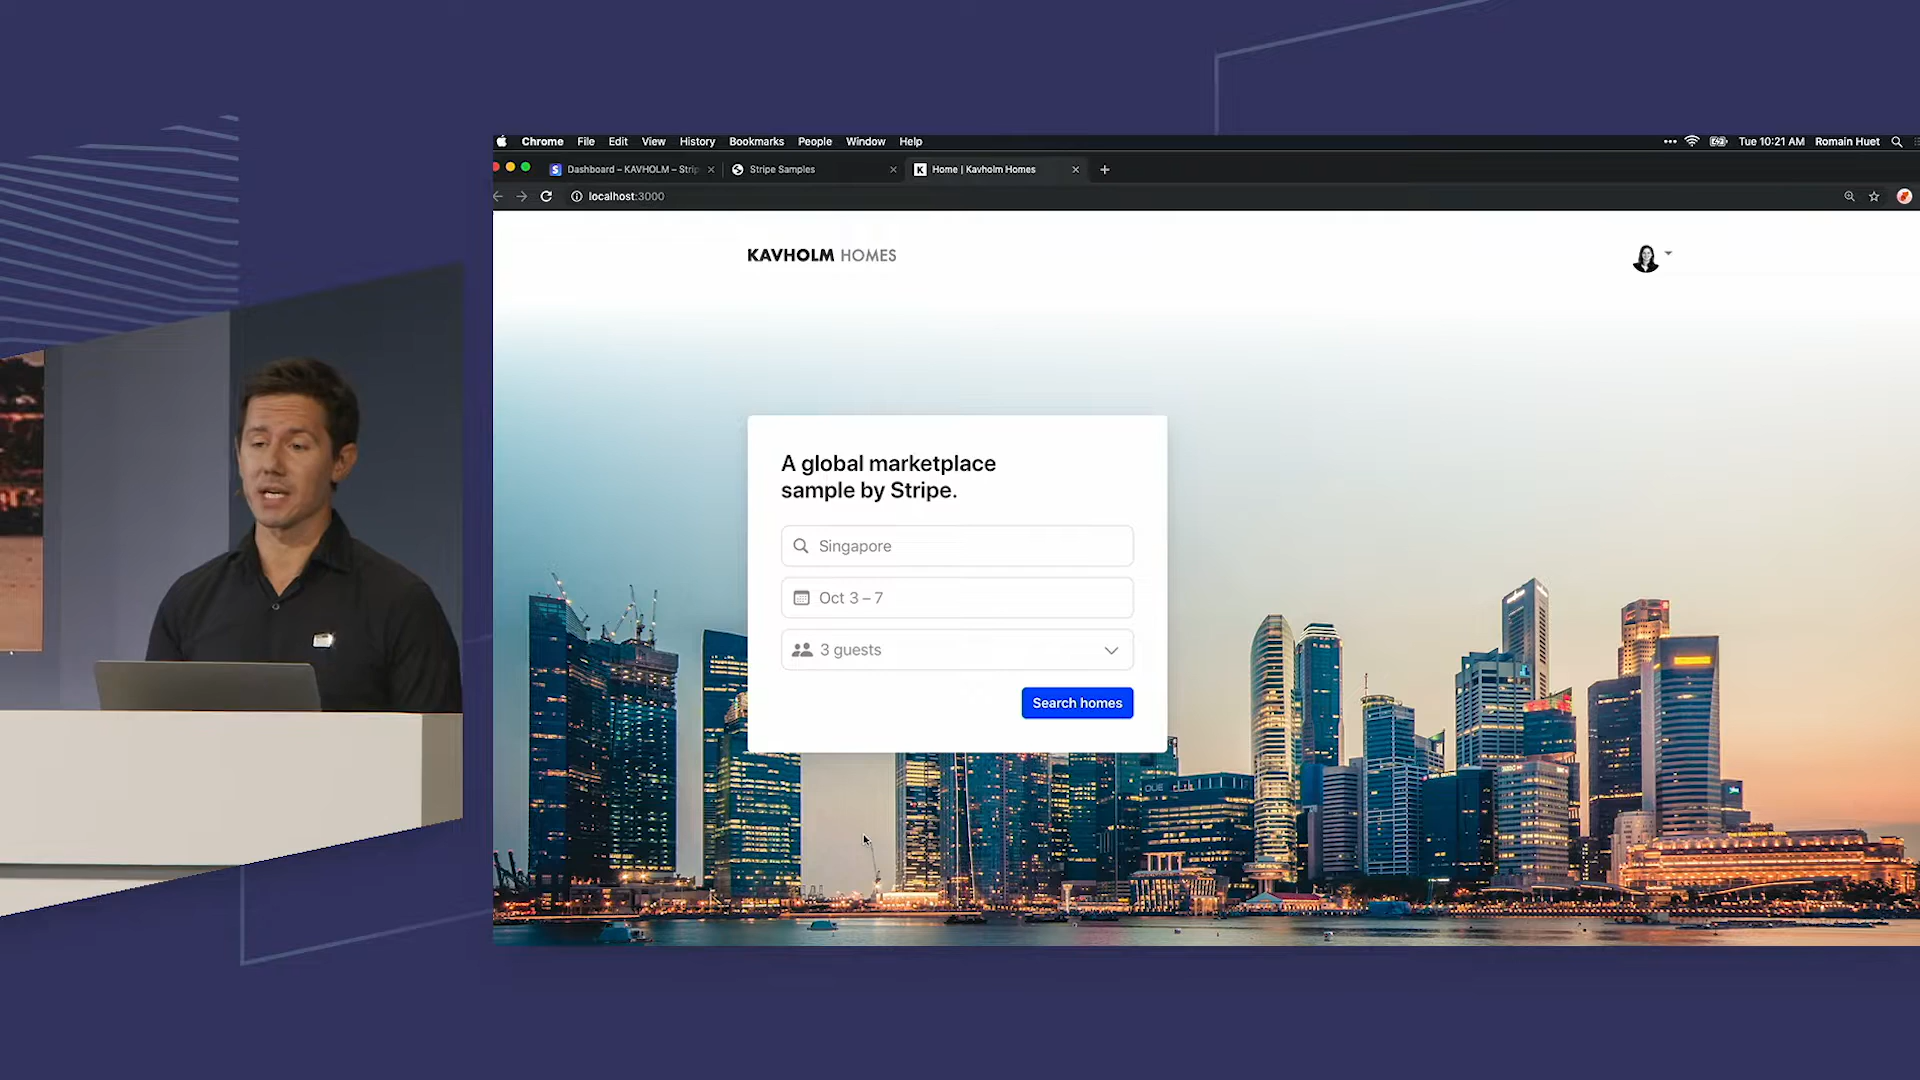 Chrome File Edit View History Bookmarks People Window Help
Tue 10:21 AM Romain Huet
Dashboard – KAVHOLM – Strip
Stripe Samples
Home | Kavholm Homes
localhost:3000
KAVHOLM HOMES
A global marketplace
sample by Stripe.
Singapore
Oct 3 – 7
3 guests
Search homes
OUE
HSBC